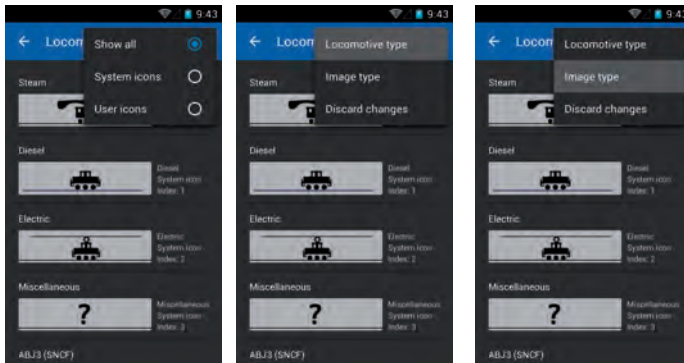 9:43
Locom
Show all
System icons
User icons
Steam
Diesel
Diesel
System icon
Index: 1
Electric
Electric
System icon
Index: 2
Miscellaneous
?
Miscellaneous
System icon
Index: 3
ABJ3 (SNCF)
9:43
Locom
Locomotive type
Image type
Discard changes
Steam
Diesel
Diesel
System icon
Index: 1
Electric
Electric
System icon
Index: 2
Miscellaneous
?
Miscellaneous
System icon
Index: 3
ABJ3 (SNCF)
9:43
Locom
Locomotive type
Image type
Discard changes
Steam
Diesel
Diesel
System icon
Index: 1
Electric
Electric
System icon
Index: 2
Miscellaneous
?
Miscellaneous
System icon
Index: 3
ABJ3 (SNCF)